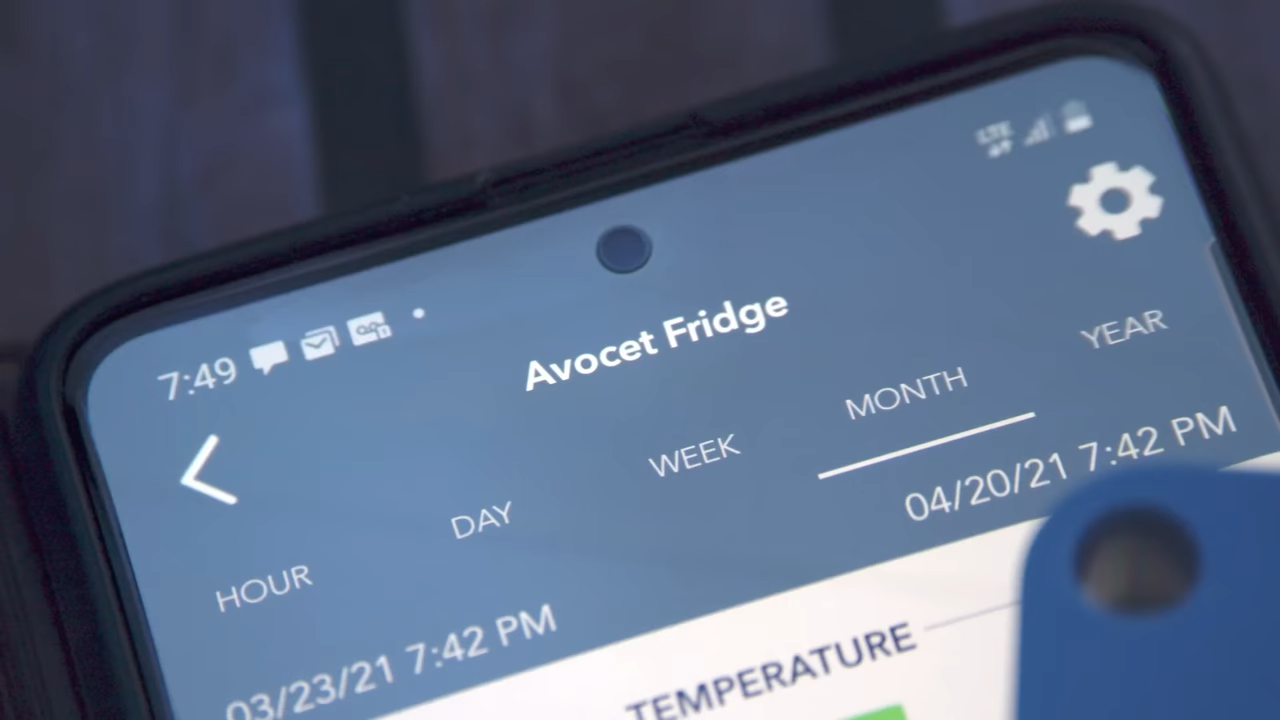 LTE
7:49
Avocet Fridge
HOUR DAY WEEK MONTH YEAR
03/23/21 7:42 PM 04/20/21 7:42 PM
TEMPERATURE